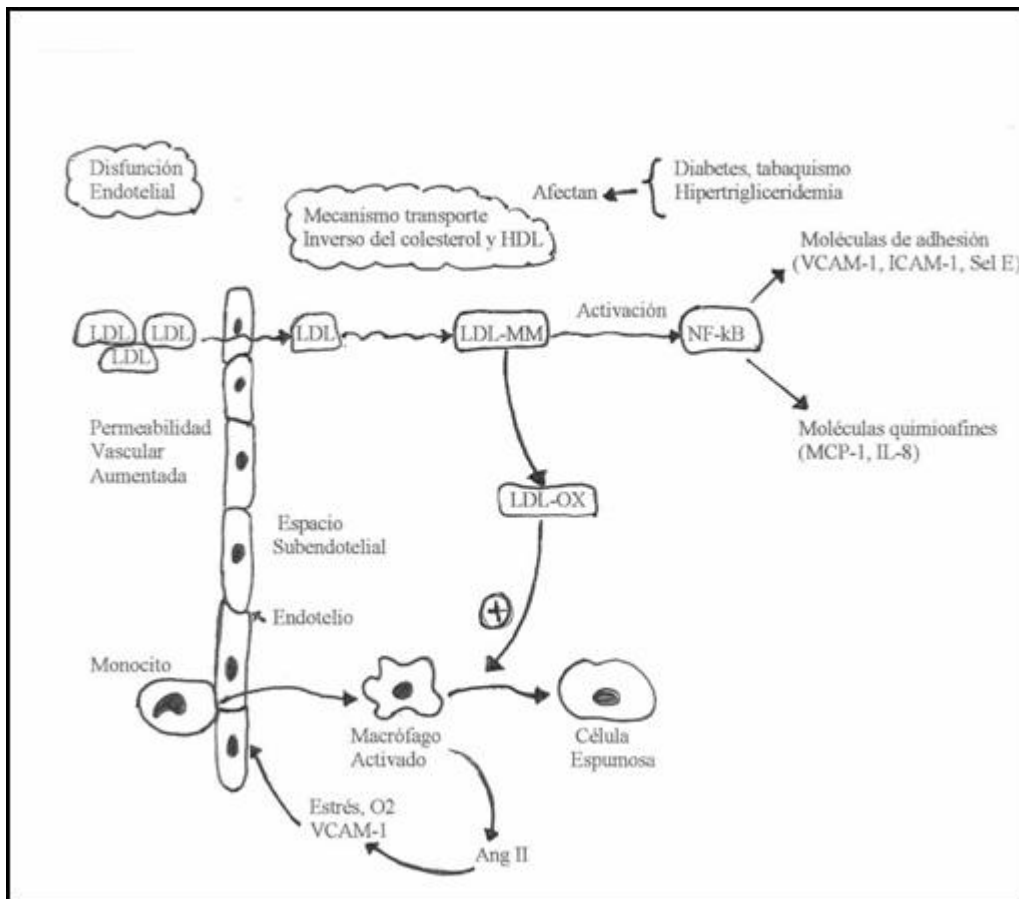 Disfunción
Endotelial
Diabetes, tabaquismo
Hipertrigliceridemia
Afectan
Mecanismo transporte
Inverso del colesterol y HDL
Moléculas de adhesión
(VCAM-1, ICAM-1, Sel E)
LDL
LDL
LDL
LDL
LDL-MM
Activación
NF-kB
Permeabilidad
Vascular
Aumentada
Moléculas quimioafines
(MCP-1, IL-8)
LDL-OX
Espacio
Subendotelial
+
Endotelio
Monocito
Macrófago
Activado
Célula
Espumosa
Estrés, O2
VCAM-1
Ang II